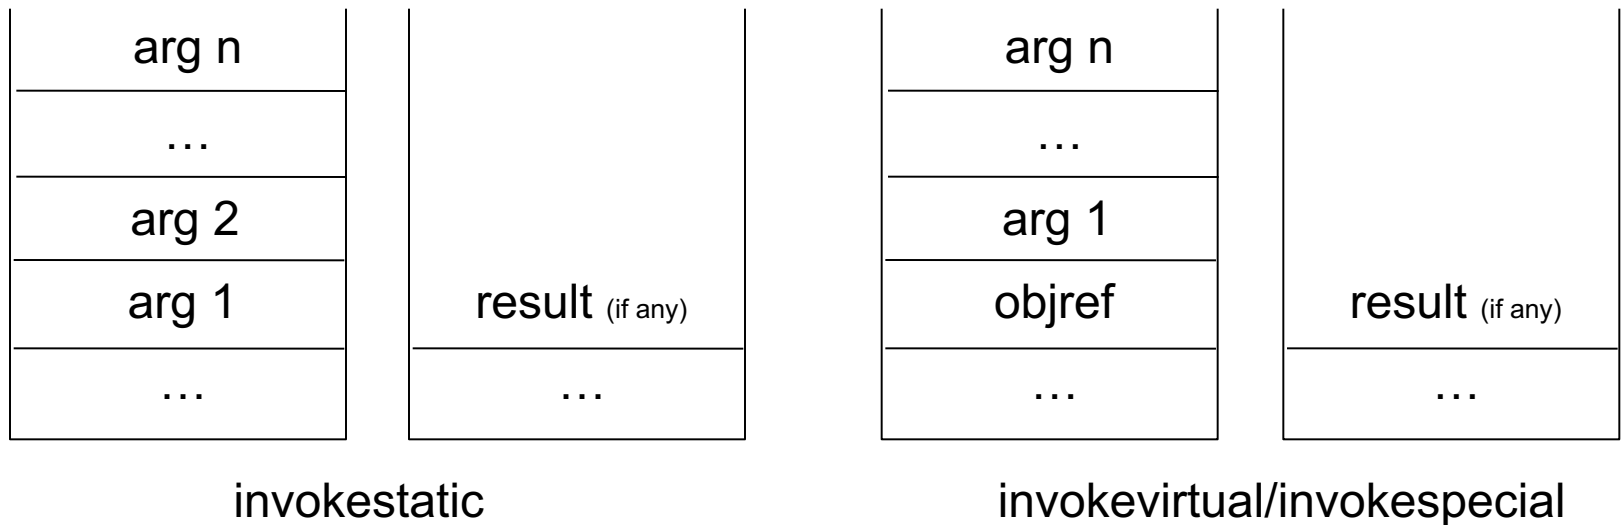 arg n
…
arg 2
arg 1
…
result (if any)
…
invokestatic
arg n
…
arg 1
objref
…
result (if any)
…
invokevirtual/invokespecial